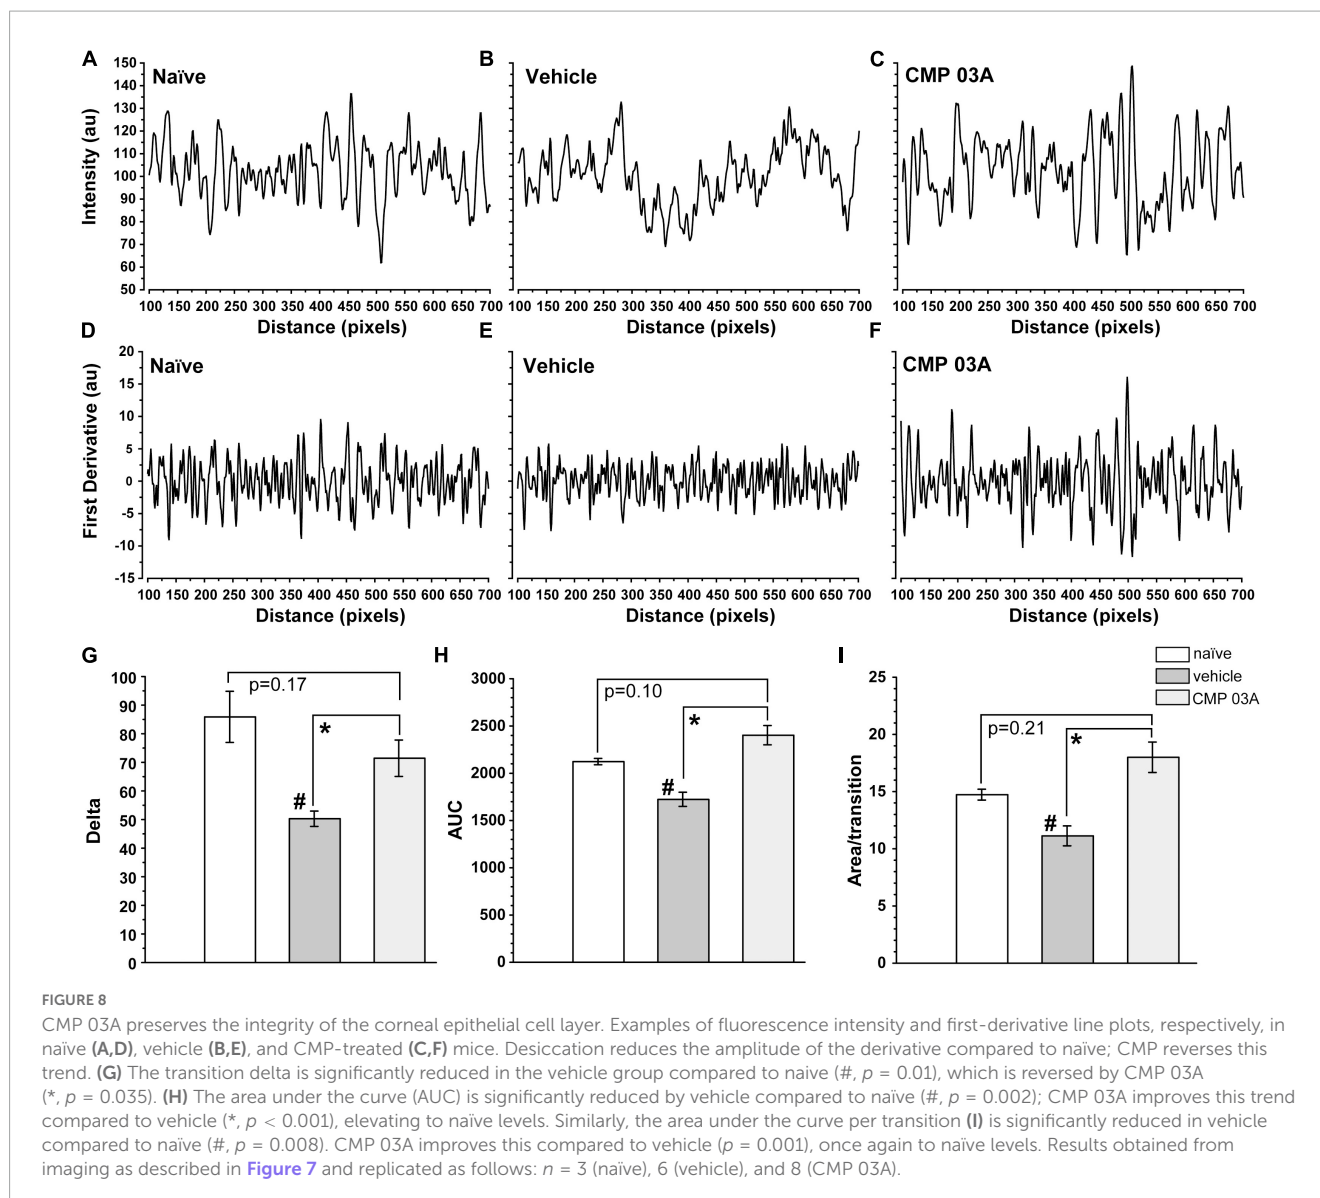 A
B
C
Naïve
Vehicle
CMP 03A
150
140
130
120
110
100
90
80
70
60
50
Intensity (au)
100 150 200 250 300 350 400 450 500 550 600 650 700
100 150 200 250 300 350 400 450 500 550 600 650 700
100 150 200 250 300 350 400 450 500 550 600 650 700
Distance (pixels)
Distance (pixels)
Distance (pixels)
D
E
F
Naïve
Vehicle
CMP 03A
20
15
10
5
0
-5
-10
-15
First Derivative (au)
100 150 200 250 300 350 400 450 500 550 600 650 700
100 150 200 250 300 350 400 450 500 550 600 650 700
100 150 200 250 300 350 400 450 500 550 600 650 700
Distance (pixels)
Distance (pixels)
Distance (pixels)
G
100
90
80
70
60
50
40
30
20
10
0
Delta
p=0.17
*
#
H
3000
2500
2000
1500
1000
500
0
AUC
p=0.10
*
#
I
naïve
vehicle
CMP 03A
25
20
15
10
5
0
Area/transition
p=0.21
*
#
FIGURE 8
CMP 03A preserves the integrity of the corneal epithelial cell layer. Examples of fluorescence intensity and first-derivative line plots, respectively, in
naïve (A,D), vehicle (B,E), and CMP-treated (C,F) mice. Desiccation reduces the amplitude of the derivative compared to naïve; CMP reverses this
trend. (G) The transition delta is significantly reduced in the vehicle group compared to naive (#, p = 0.01), which is reversed by CMP 03A
(*, p = 0.035). (H) The area under the curve (AUC) is significantly reduced by vehicle compared to naïve (#, p = 0.002); CMP 03A improves this trend
compared to vehicle (*, p < 0.001), elevating to naïve levels. Similarly, the area under the curve per transition (I) is significantly reduced in vehicle
compared to naïve (#, p = 0.008). CMP 03A improves this compared to vehicle (p = 0.001), once again to naïve levels. Results obtained from
imaging as described in Figure 7 and replicated as follows: n = 3 (naïve), 6 (vehicle), and 8 (CMP 03A).